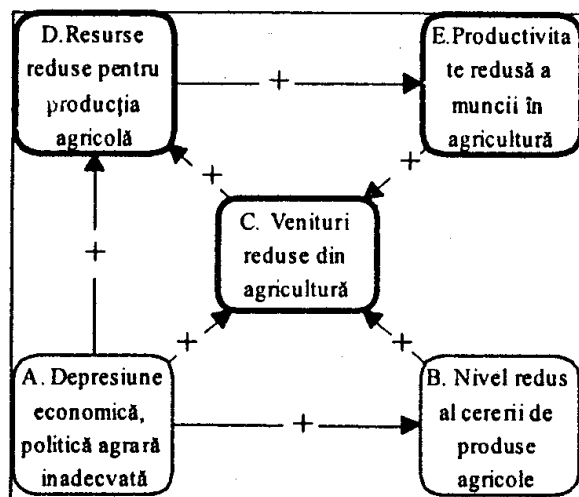 D.Resurse
reduse pentru
producția
agricolă
+
E.Productivita
te redusă a
muncii în
agricultură
+
+
C. Venituri
reduse din
agricultură
+
+
+
A. Depresiune
economică,
politică agrară
inadecvată
+
B. Nivel redus
al cererii de
produse
agricole